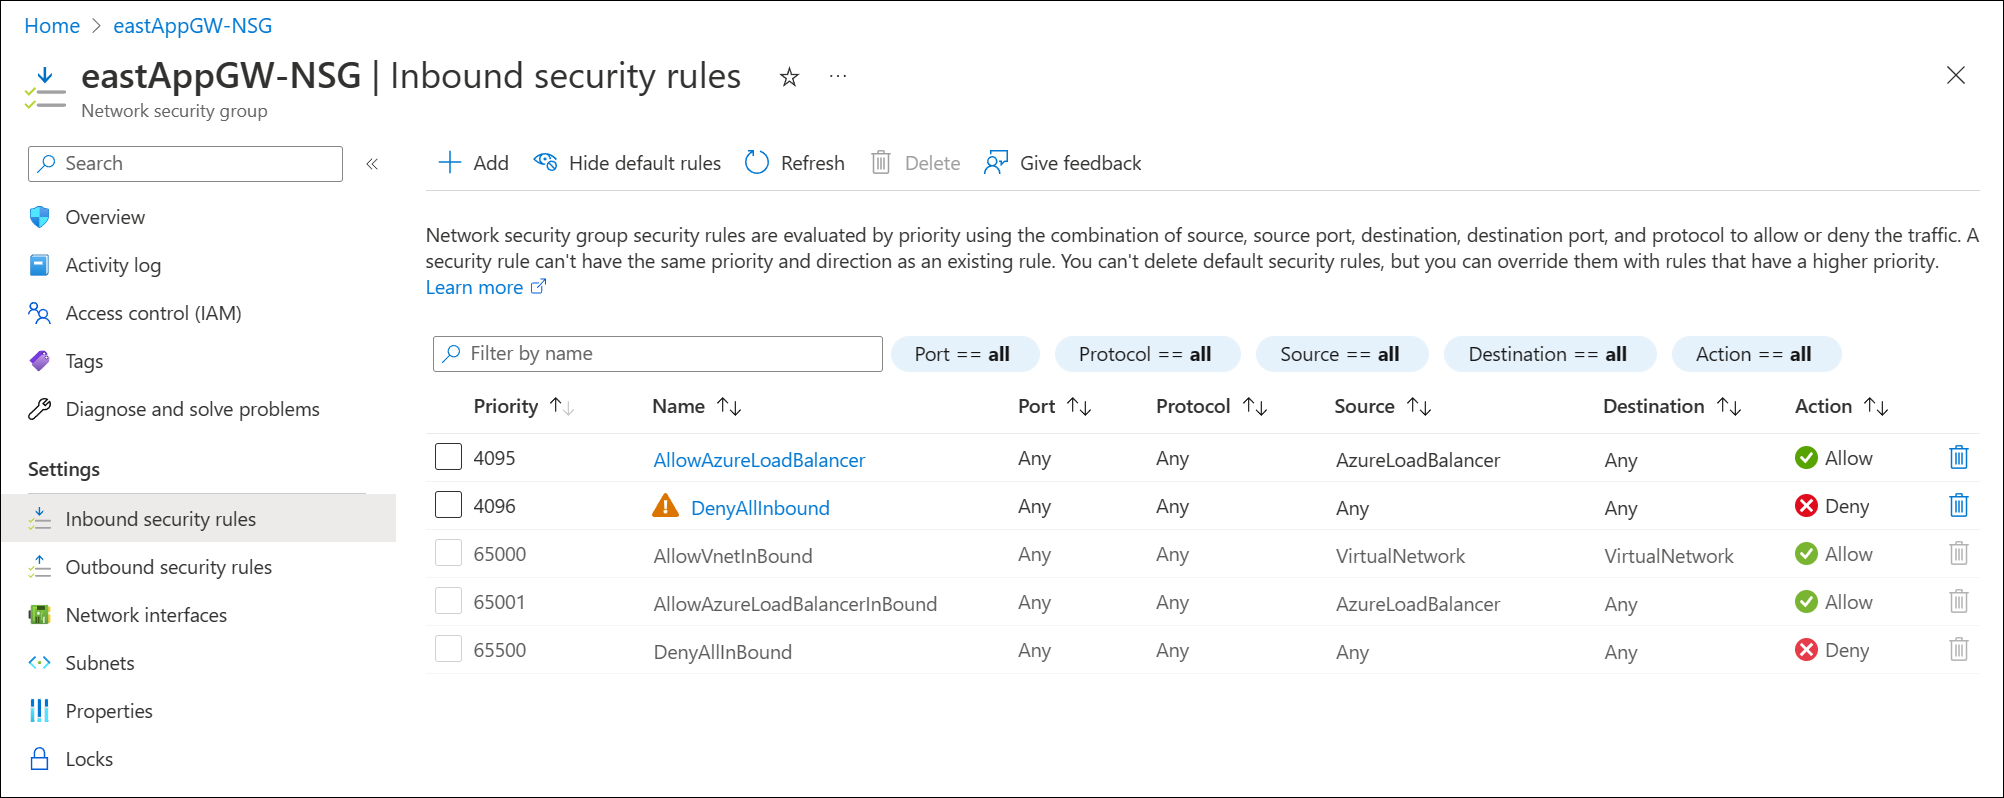 Home > eastAppGW-NSG
eastAppGW-NSG | Inbound security rules
Network security group
Search
Overview
Activity log
Access control (IAM)
Tags
Diagnose and solve problems
Settings
Inbound security rules
Outbound security rules
Network interfaces
Subnets
Properties
Locks
Add Hide default rules Refresh Delete Give feedback
Network security group security rules are evaluated by priority using the combination of source, source port, destination, destination port, and protocol to allow or deny the traffic. A
security rule can't have the same priority and direction as an existing rule. You can't delete default security rules, but you can override them with rules that have a higher priority.
Learn more
Filter by name Port == all Protocol == all Source == all Destination == all Action == all
Priority Name Port Protocol Source Destination Action
4095 AllowAzureLoadBalancer Any Any AzureLoadBalancer Any Allow
4096 DenyAllInbound Any Any Any Any Deny
65000 AllowVnetInBound Any Any VirtualNetwork VirtualNetwork Allow
65001 AllowAzureLoadBalancerInBound Any Any AzureLoadBalancer Any Allow
65500 DenyAllInBound Any Any Any Any Deny